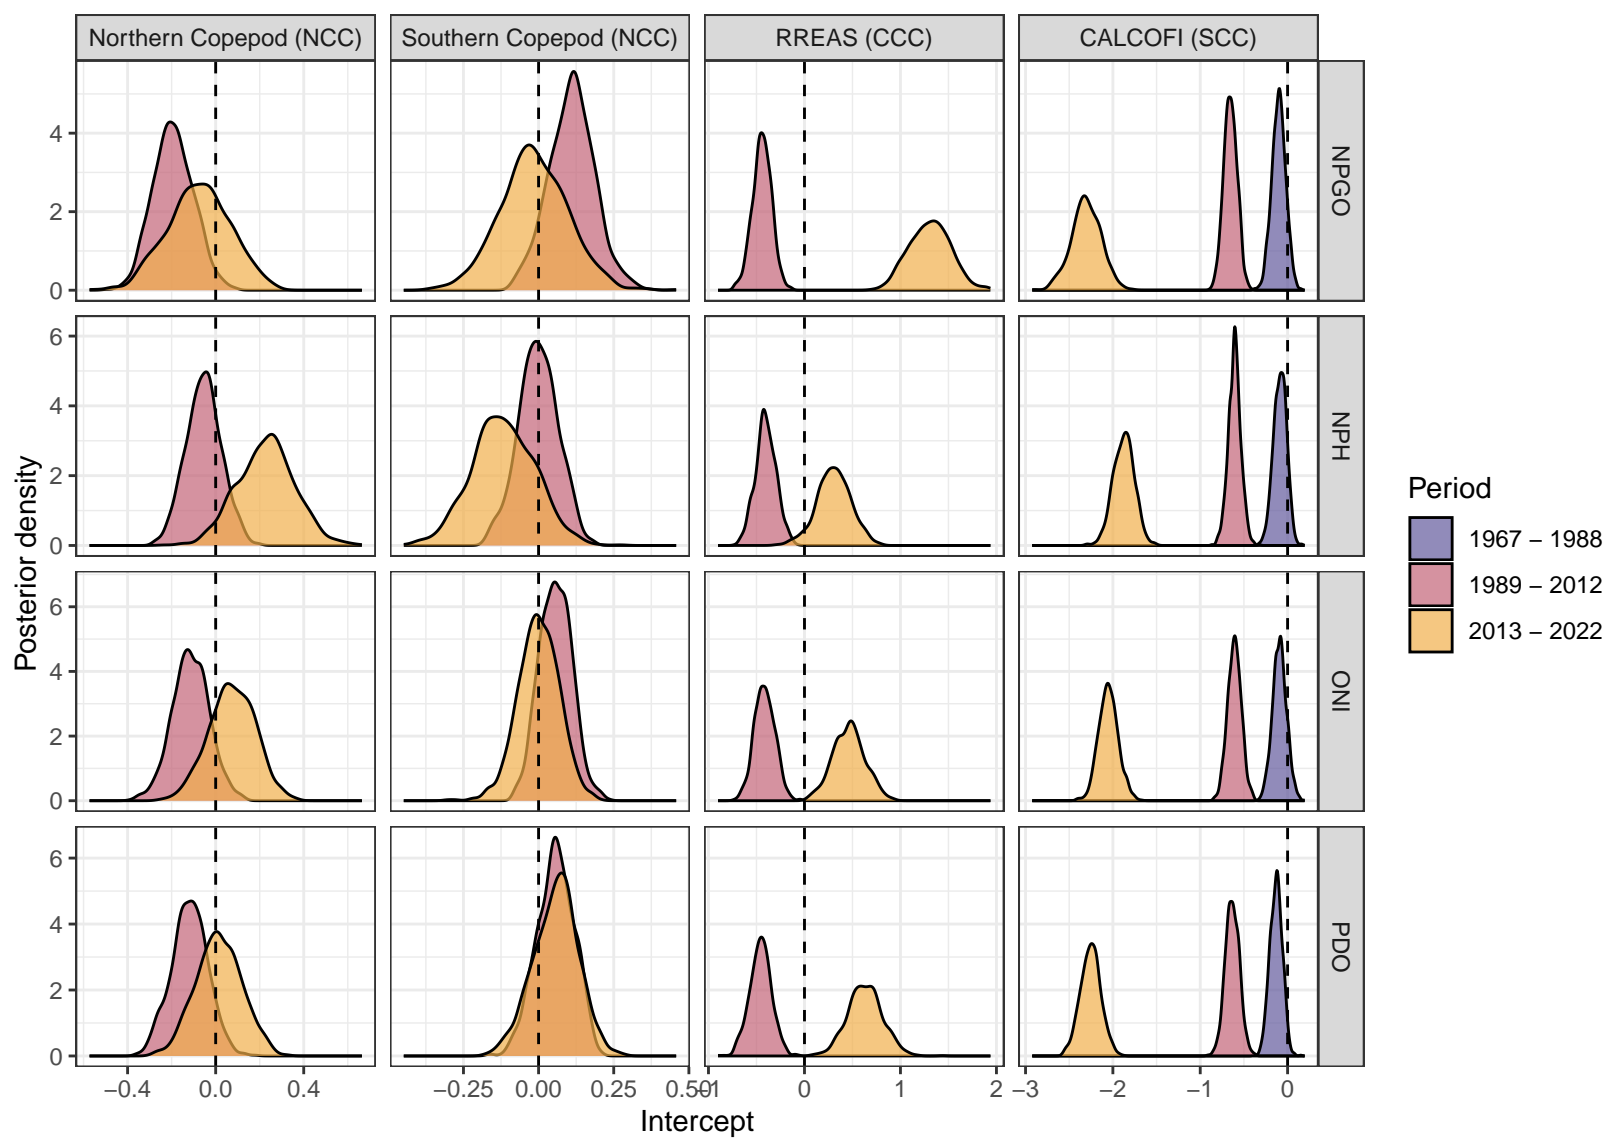 Northern Copepod (NCC) Southern Copepod (NCC) RREAS (CCC) CALCOFI (SCC)
4
2
0
NPGO
6
4
2
0
NPH
6
4
2
0
ONI
6
4
2
0
PDO
−0.4 0.0 0.4 −0.25 0.00 0.25 0.50 −1 0 1 2 −3 −2 −1 0
Intercept
Posterior density
Period
1967 − 1988
1989 − 2012
2013 − 2022